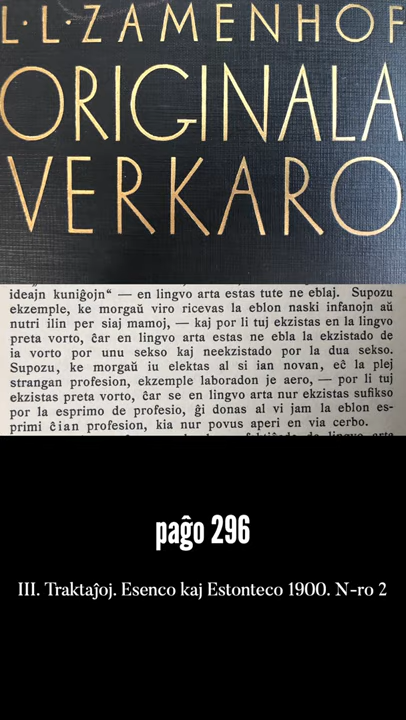 L·L·ZAMENHOF
ORIGINALA
VERKARO
ideajn kuniĝojn“ — en lingvo arta estas tute ne eblaj. Supozu
ekzemple, ke morgaŭ viro ricevas la eblon naski infanojn aŭ
nutri ilin per siaj mamoj, — kaj por li tuj ekzistas en la lingvo
preta vorto, ĉar en lingvo arta estas ne ebla la ekzistado de
ia vorto por unu sekso kaj neekzistado por la dua sekso.
Supozu, ke morgaŭ iu elektas al si ian novan, eĉ la plej
strangan profesion, ekzemple laboradon je aero, — por li tuj
ekzistas preta vorto, ĉar se en lingvo arta nur ekzistas sufikso
por la esprimo de profesio, ĝi donas al vi jam la eblon es-
primi ĉian profesion, kia nur povus aperi en via cerbo.
paĝo 296
III. Traktaĵoj. Esenco kaj Estonteco 1900. N-ro 2